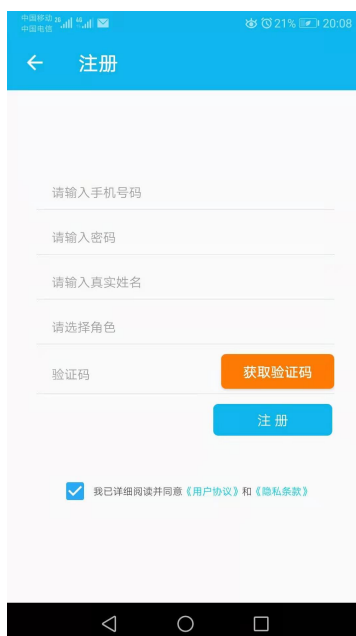 中国移动 2G 46
中国电信
21% 20:08
注册
请输入手机号码
请输入密码
请输入真实姓名
请选择角色
验证码
获取验证码
注 册
我已详细阅读并同意《用户协议》和《隐私条款》